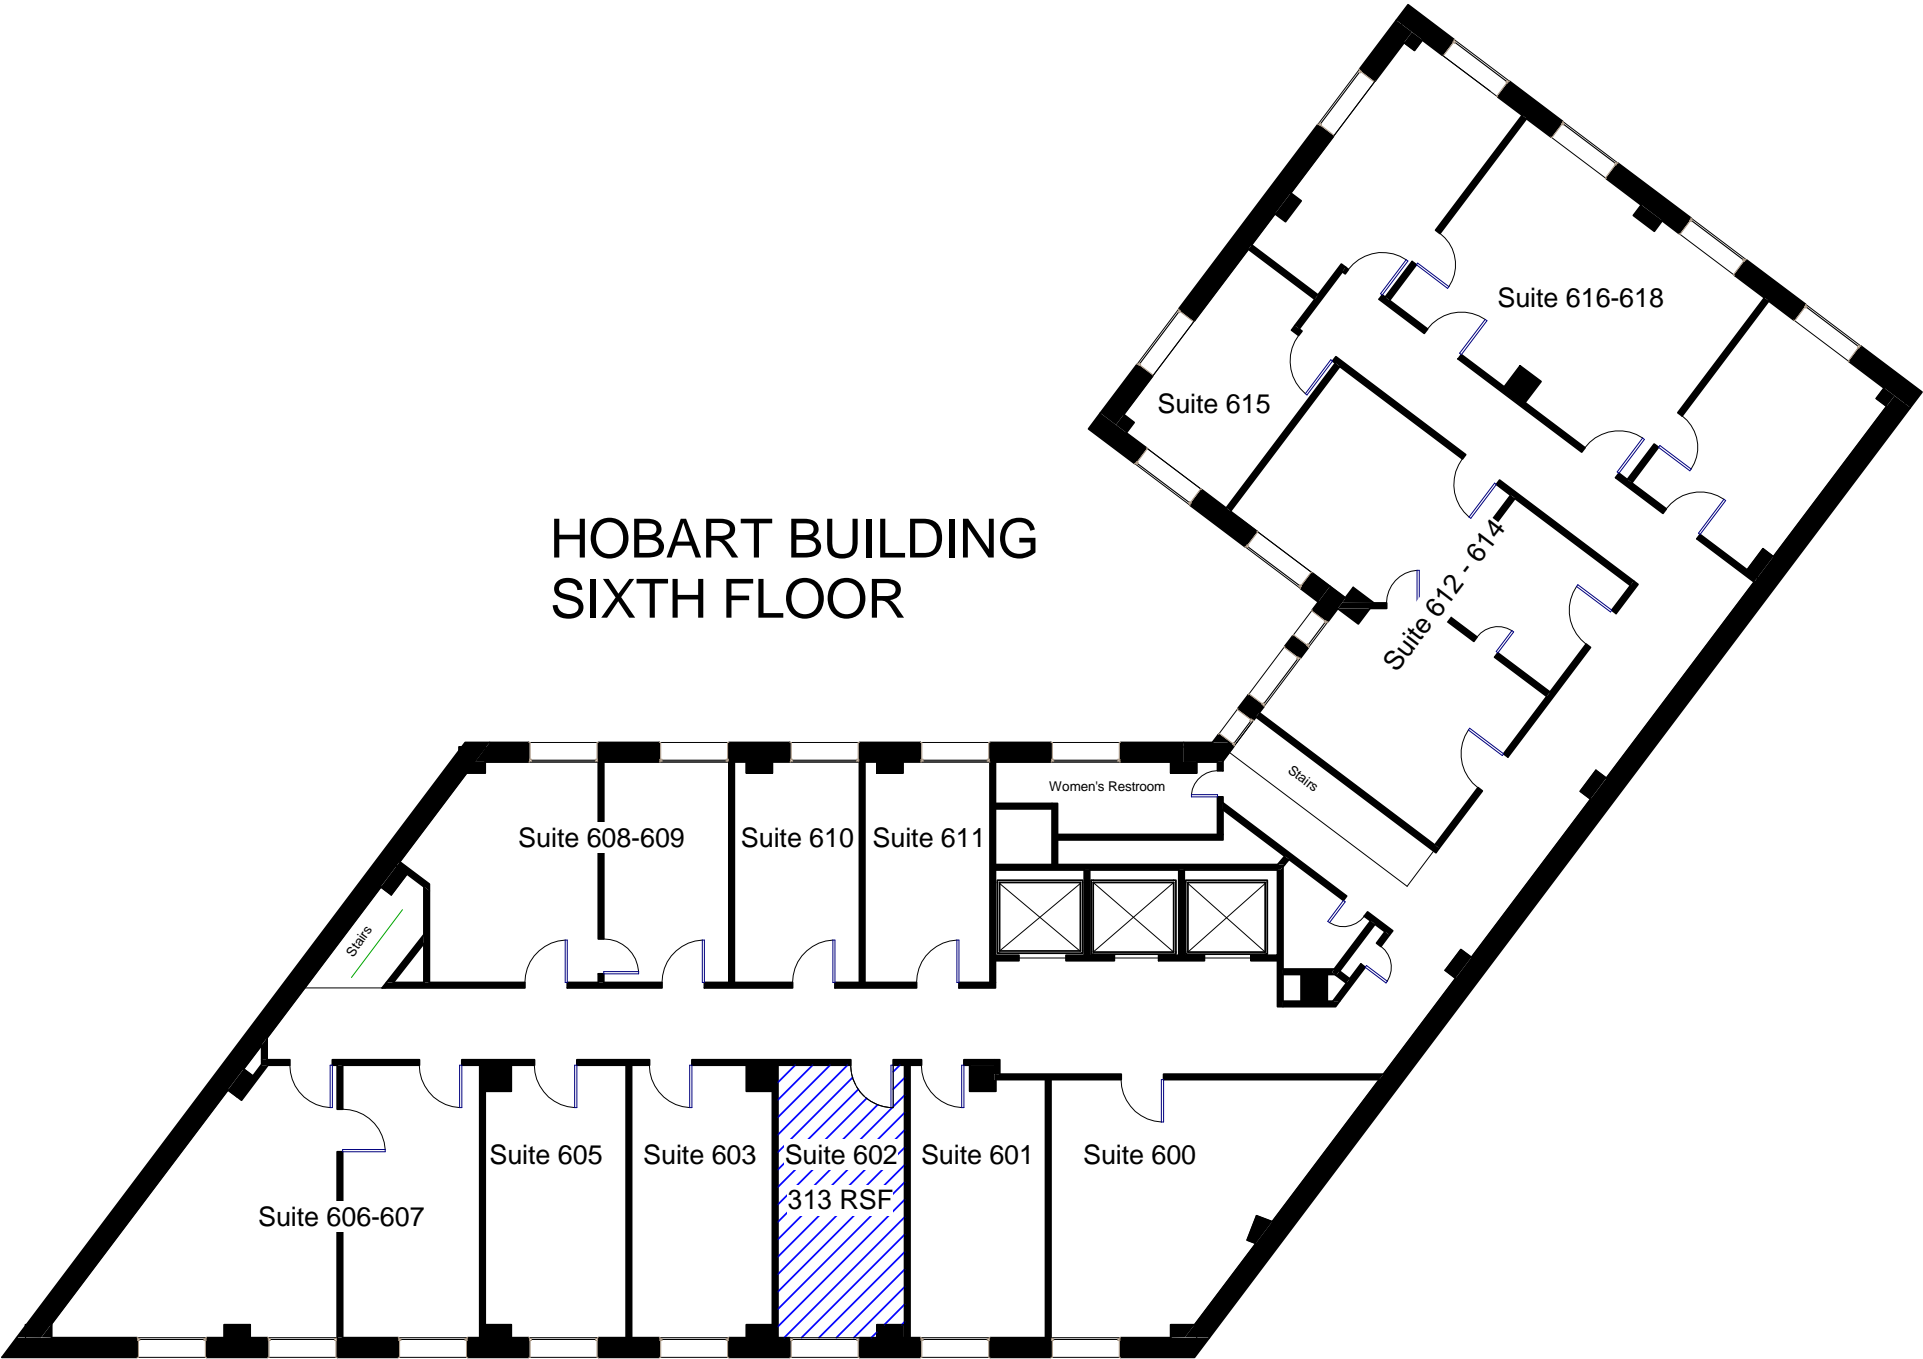 HOBART BUILDING
SIXTH FLOOR
Suite 616-618
Suite 615
Suite 612 - 614
Stairs
Women's Restroom
Suite 608-609
Suite 610
Suite 611
Stairs
Suite 606-607
Suite 605
Suite 603
Suite 602
313 RSF
Suite 601
Suite 600